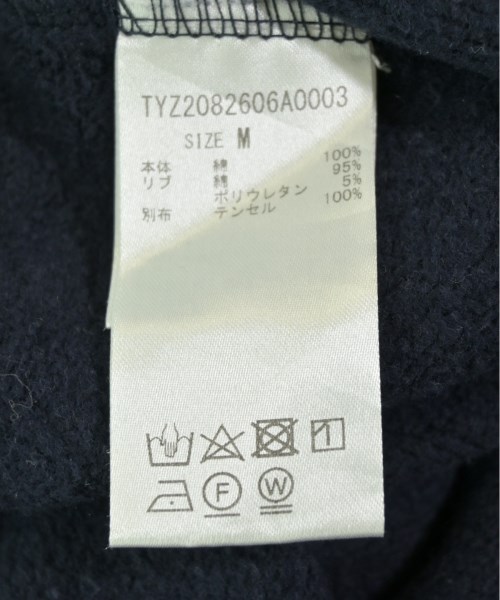 TYZ2082606A0003
SIZE M
本体 綿 100%
リブ 綿 95%
ポリウレタン 5%
別布 テンセル 100%
F W